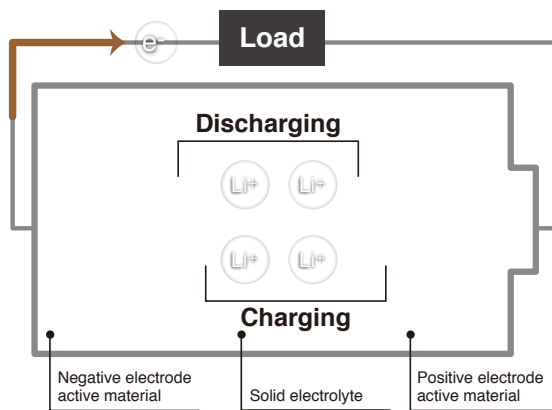 e⁻
Load
Discharging
Li⁺ Li⁺
Li⁺ Li⁺
Charging
Negative electrode
active material
Solid electrolyte
Positive electrode
active material